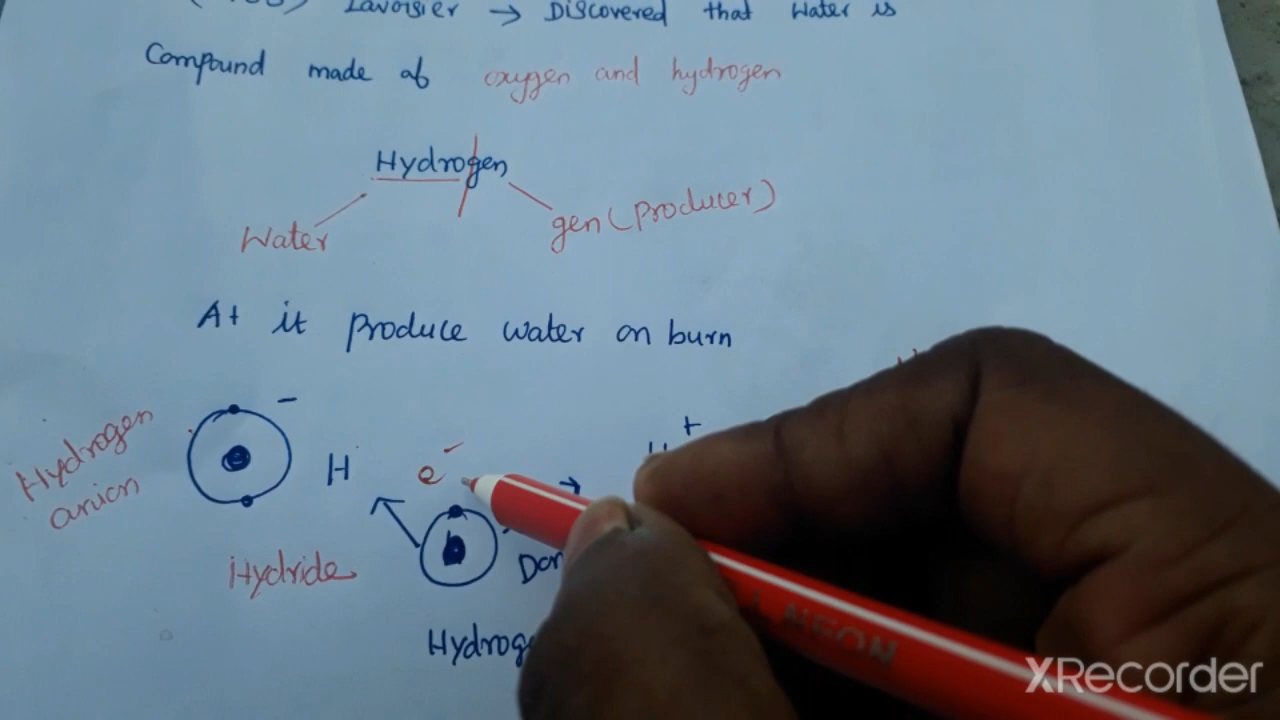 Lavoisier → Discovered that Water is
Compound made of oxygen and hydrogen
Hydrogen
Water
gen (Producer)
At it produce water on burn
Hydrogen
anion
-
H
e⁻
+
→
Hydride
XRecorder